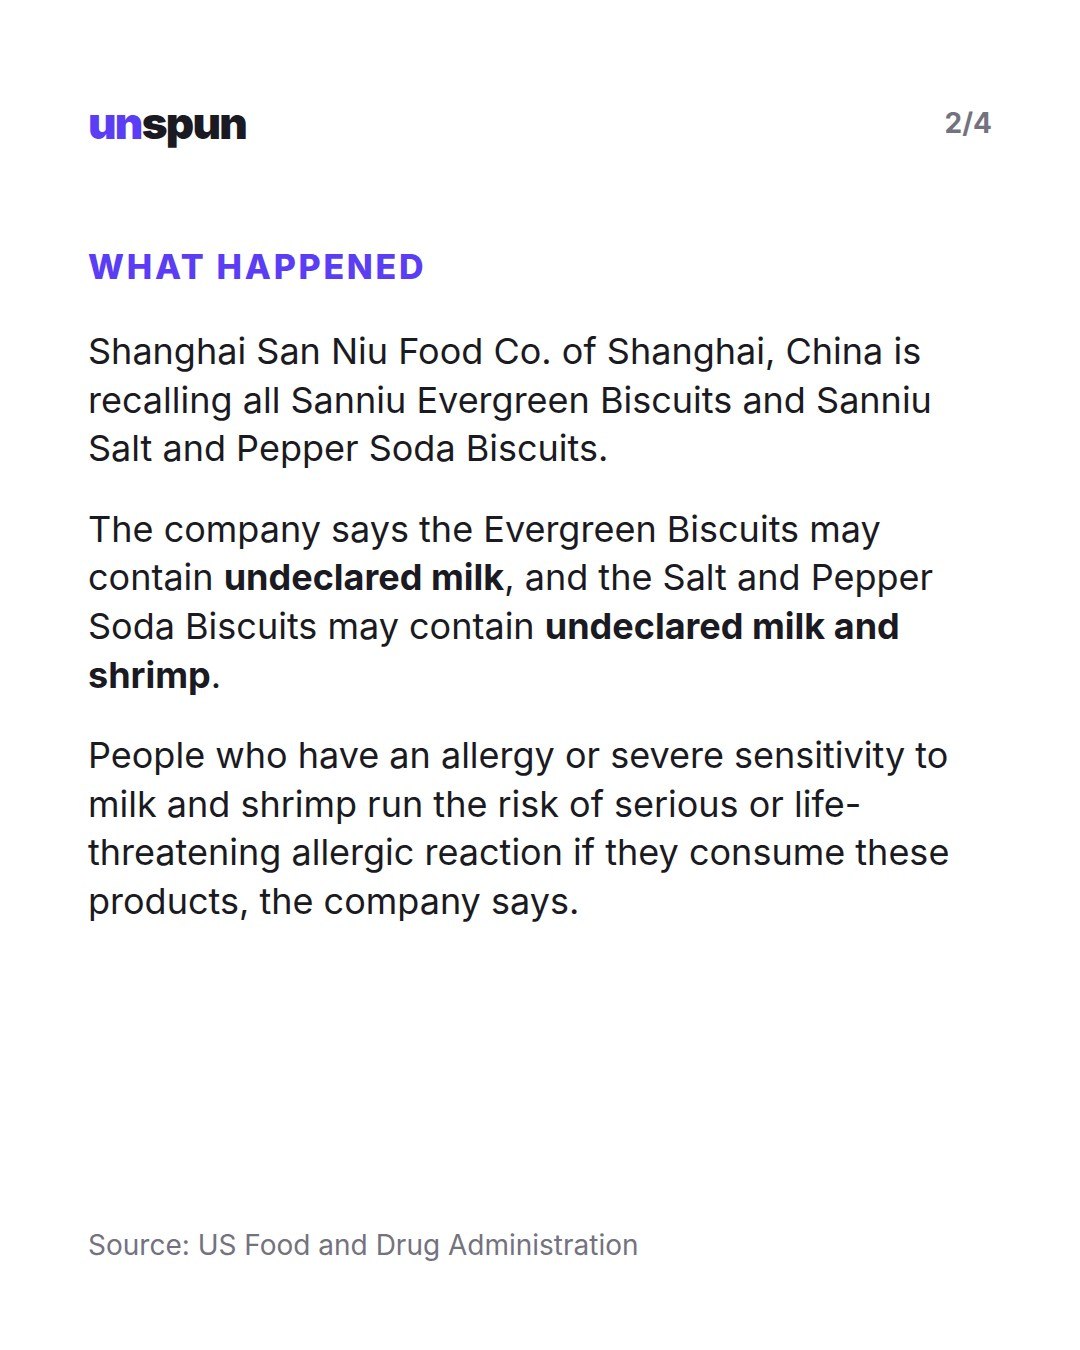 unspun
2/4
WHAT HAPPENED
Shanghai San Niu Food Co. of Shanghai, China is
recalling all Sanniu Evergreen Biscuits and Sanniu
Salt and Pepper Soda Biscuits.
The company says the Evergreen Biscuits may
contain undeclared milk, and the Salt and Pepper
Soda Biscuits may contain undeclared milk and
shrimp.
People who have an allergy or severe sensitivity to
milk and shrimp run the risk of serious or life-
threatening allergic reaction if they consume these
products, the company says.
Source: US Food and Drug Administration